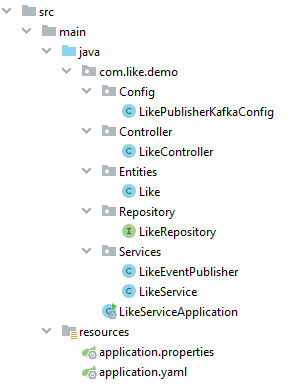 src
main
java
com.like.demo
Config
LikePublisherKafkaConfig
Controller
LikeController
Entities
Like
Repository
LikeRepository
Services
LikeEventPublisher
LikeService
LikeServiceApplication
resources
application.properties
application.yaml